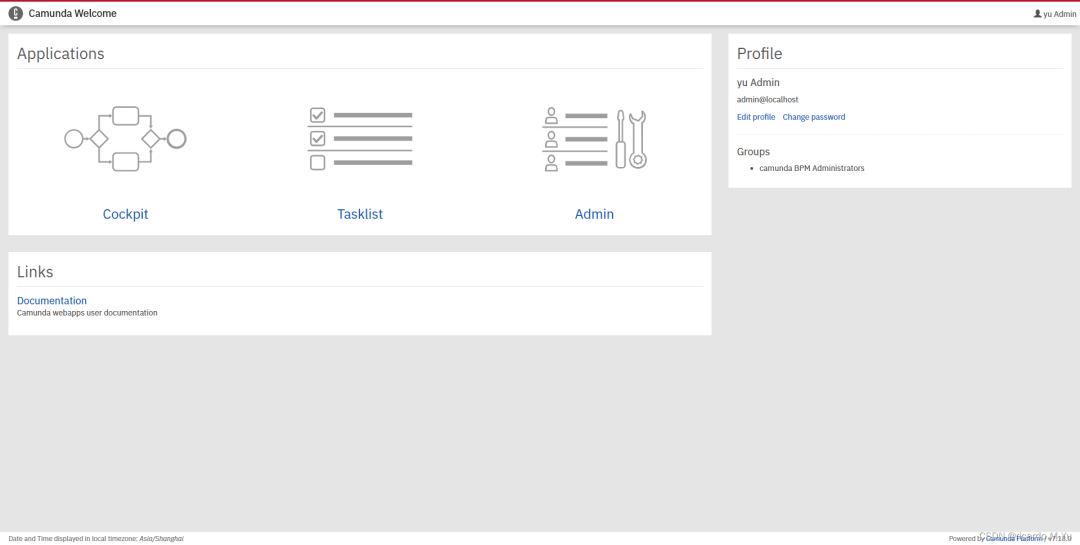 Camunda Welcome
yu Admin
Applications
Cockpit
Tasklist
Admin
Links
Documentation
Camunda webapps user documentation
Profile
yu Admin
admin@localhost
Edit profile Change password
Groups
camunda BPM Administrators
Date and Time displayed in local timezone: Asia/Shanghai
Powered by Camunda Platform / v7.18.0